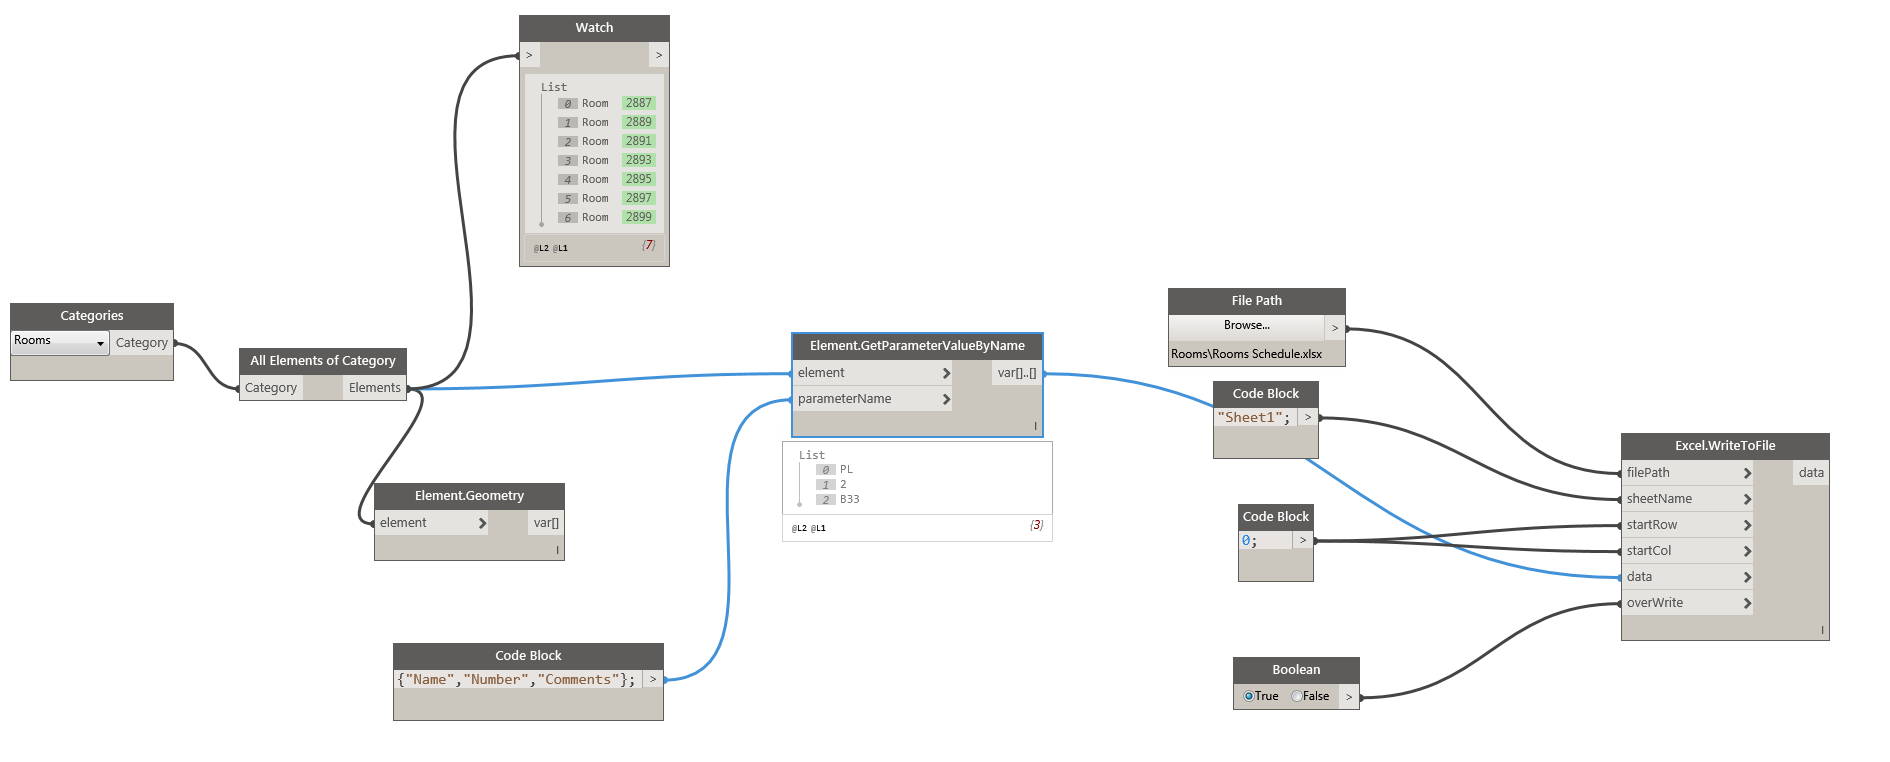 Watch
> >
List
0 Room 2887
1 Room 2889
2 Room 2891
3 Room 2893
4 Room 2895
5 Room 2897
6 Room 2899
@L2 @L1 {7}
Categories
Rooms Category
All Elements of Category
Category Elements
Element.Geometry
element > var[]
l
Code Block
{"Name","Number","Comments"}; >
Element.GetParameterValueByName
element > var[]..[]
parameterName >
l
List
0 PL
1 2
2 B33
@L2 @L1 {3}
File Path
Browse... >
Rooms\Rooms Schedule.xlsx
Code Block
"Sheet1"; >
Code Block
0; >
Boolean
True False >
Excel.WriteToFile
filePath > data
sheetName >
startRow >
startCol >
data >
overWrite >
l